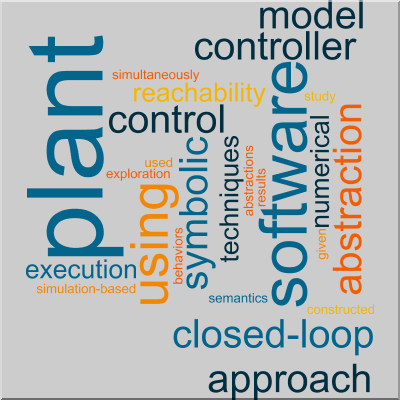 model
controller
simultaneously
reachability
study
control
plant
software
used
exploration
using
symbolic
techniques
abstractions
results
numerical
abstraction
given
behaviors
execution
simulation-based
semantics
constructed
closed-loop
approach